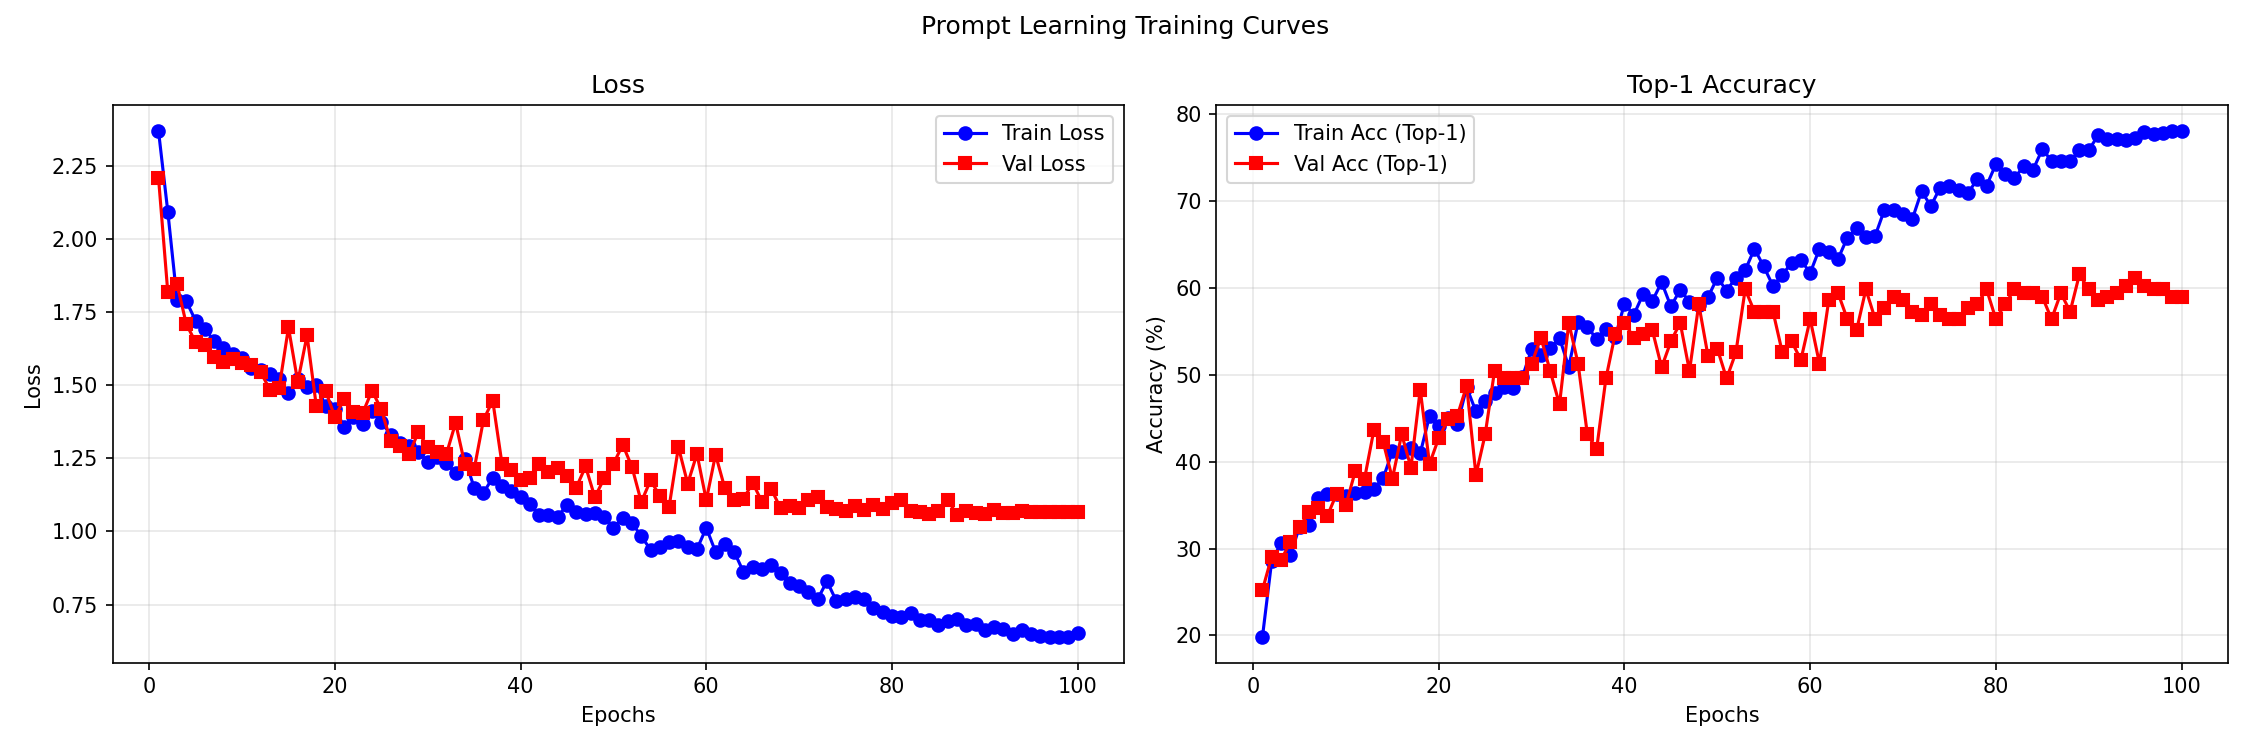 Prompt Learning Training Curves
Loss
Train Loss
Val Loss
2.25
2.00
1.75
1.50
1.25
1.00
0.75
Loss
0 20 40 60 80 100
Epochs
Top-1 Accuracy
Train Acc (Top-1)
Val Acc (Top-1)
80
70
60
50
40
30
20
Accuracy (%)
0 20 40 60 80 100
Epochs